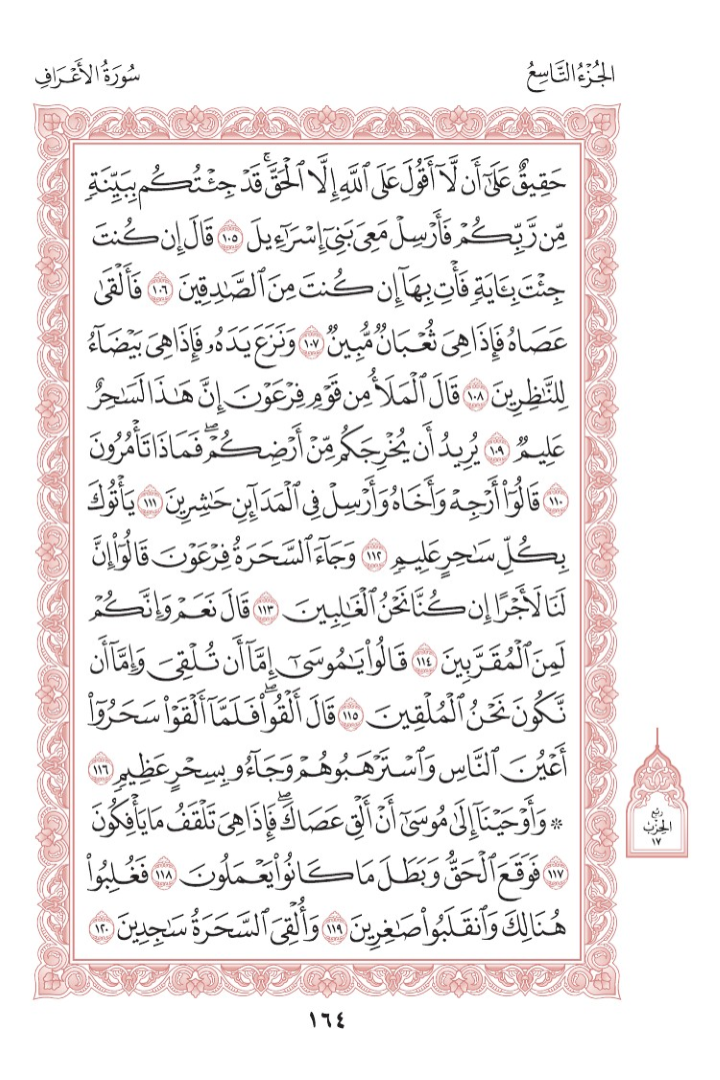 الجُزْءُ التَّاسِعُ
سُورَةُ الأَعْرَافِ
حَقِيقٌ عَلَىٰٓ أَن لَّآ أَقُولَ عَلَى ٱللَّهِ إِلَّا ٱلْحَقَّۚ قَدْ جِئْتُكُم بِبَيِّنَةٍ
مِّن رَّبِّكُمْ فَأَرْسِلْ مَعِىَ بَنِىٓ إِسْرَٰٓءِيلَ ١٠٥ قَالَ إِن كُنتَ
جِئْتَ بِـَٔايَةٍ فَأْتِ بِهَآ إِن كُنتَ مِنَ ٱلصَّٰدِقِينَ ١٠٦ فَأَلْقَىٰ
عَصَاهُ فَإِذَا هِىَ ثُعْبَانٌ مُّبِينٌ ١٠٧ وَنَزَعَ يَدَهُۥ فَإِذَا هِىَ بَيْضَآءُ
لِلنَّٰظِرِينَ ١٠٨ قَالَ ٱلْمَلَأُ مِن قَوْمِ فِرْعَوْنَ إِنَّ هَٰذَا لَسَٰحِرٌ
عَلِيمٌ ١٠٩ يُرِيدُ أَن يُخْرِجَكُم مِّنْ أَرْضِكُمْۖ فَمَاذَا تَأْمُرُونَ
١١٠ قَالُوٓا۟ أَرْجِهْ وَأَخَاهُ وَأَرْسِلْ فِى ٱلْمَدَآئِنِ حَٰشِرِينَ ١١١ يَأْتُوكَ
بِكُلِّ سَٰحِرٍ عَلِيمٍ ١١٢ وَجَآءَ ٱلسَّحَرَةُ فِرْعَوْنَ قَالُوٓا۟ إِنَّ
لَنَا لَأَجْرًا إِن كُنَّا نَحْنُ ٱلْغَٰلِبِينَ ١١٣ قَالَ نَعَمْ وَإِنَّكُمْ
لَمِنَ ٱلْمُقَرَّبِينَ ١١٤ قَالُوا۟ يَٰمُوسَىٰٓ إِمَّآ أَن تُلْقِىَ وَإِمَّآ أَن
نَّكُونَ نَحْنُ ٱلْمُلْقِينَ ١١٥ قَالَ أَلْقُوا۟ۖ فَلَمَّآ أَلْقَوْا۟ سَحَرُوٓا۟
أَعْيُنَ ٱلنَّاسِ وَٱسْتَرْهَبُوهُمْ وَجَآءُو بِسِحْرٍ عَظِيمٍ ١١٦
۞ وَأَوْحَيْنَآ إِلَىٰ مُوسَىٰٓ أَنْ أَلْقِ عَصَاكَۖ فَإِذَا هِىَ تَلْقَفُ مَا يَأْفِكُونَ
١١٧ فَوَقَعَ ٱلْحَقُّ وَبَطَلَ مَا كَانُوا۟ يَعْمَلُونَ ١١٨ فَغُلِبُوا۟
هُنَالِكَ وَٱنقَلَبُوا۟ صَٰغِرِينَ ١١٩ وَأُلْقِىَ ٱلسَّحَرَةُ سَٰجِدِينَ ١٢٠
رُبْع
الحِزْب
١٧
١٦٤